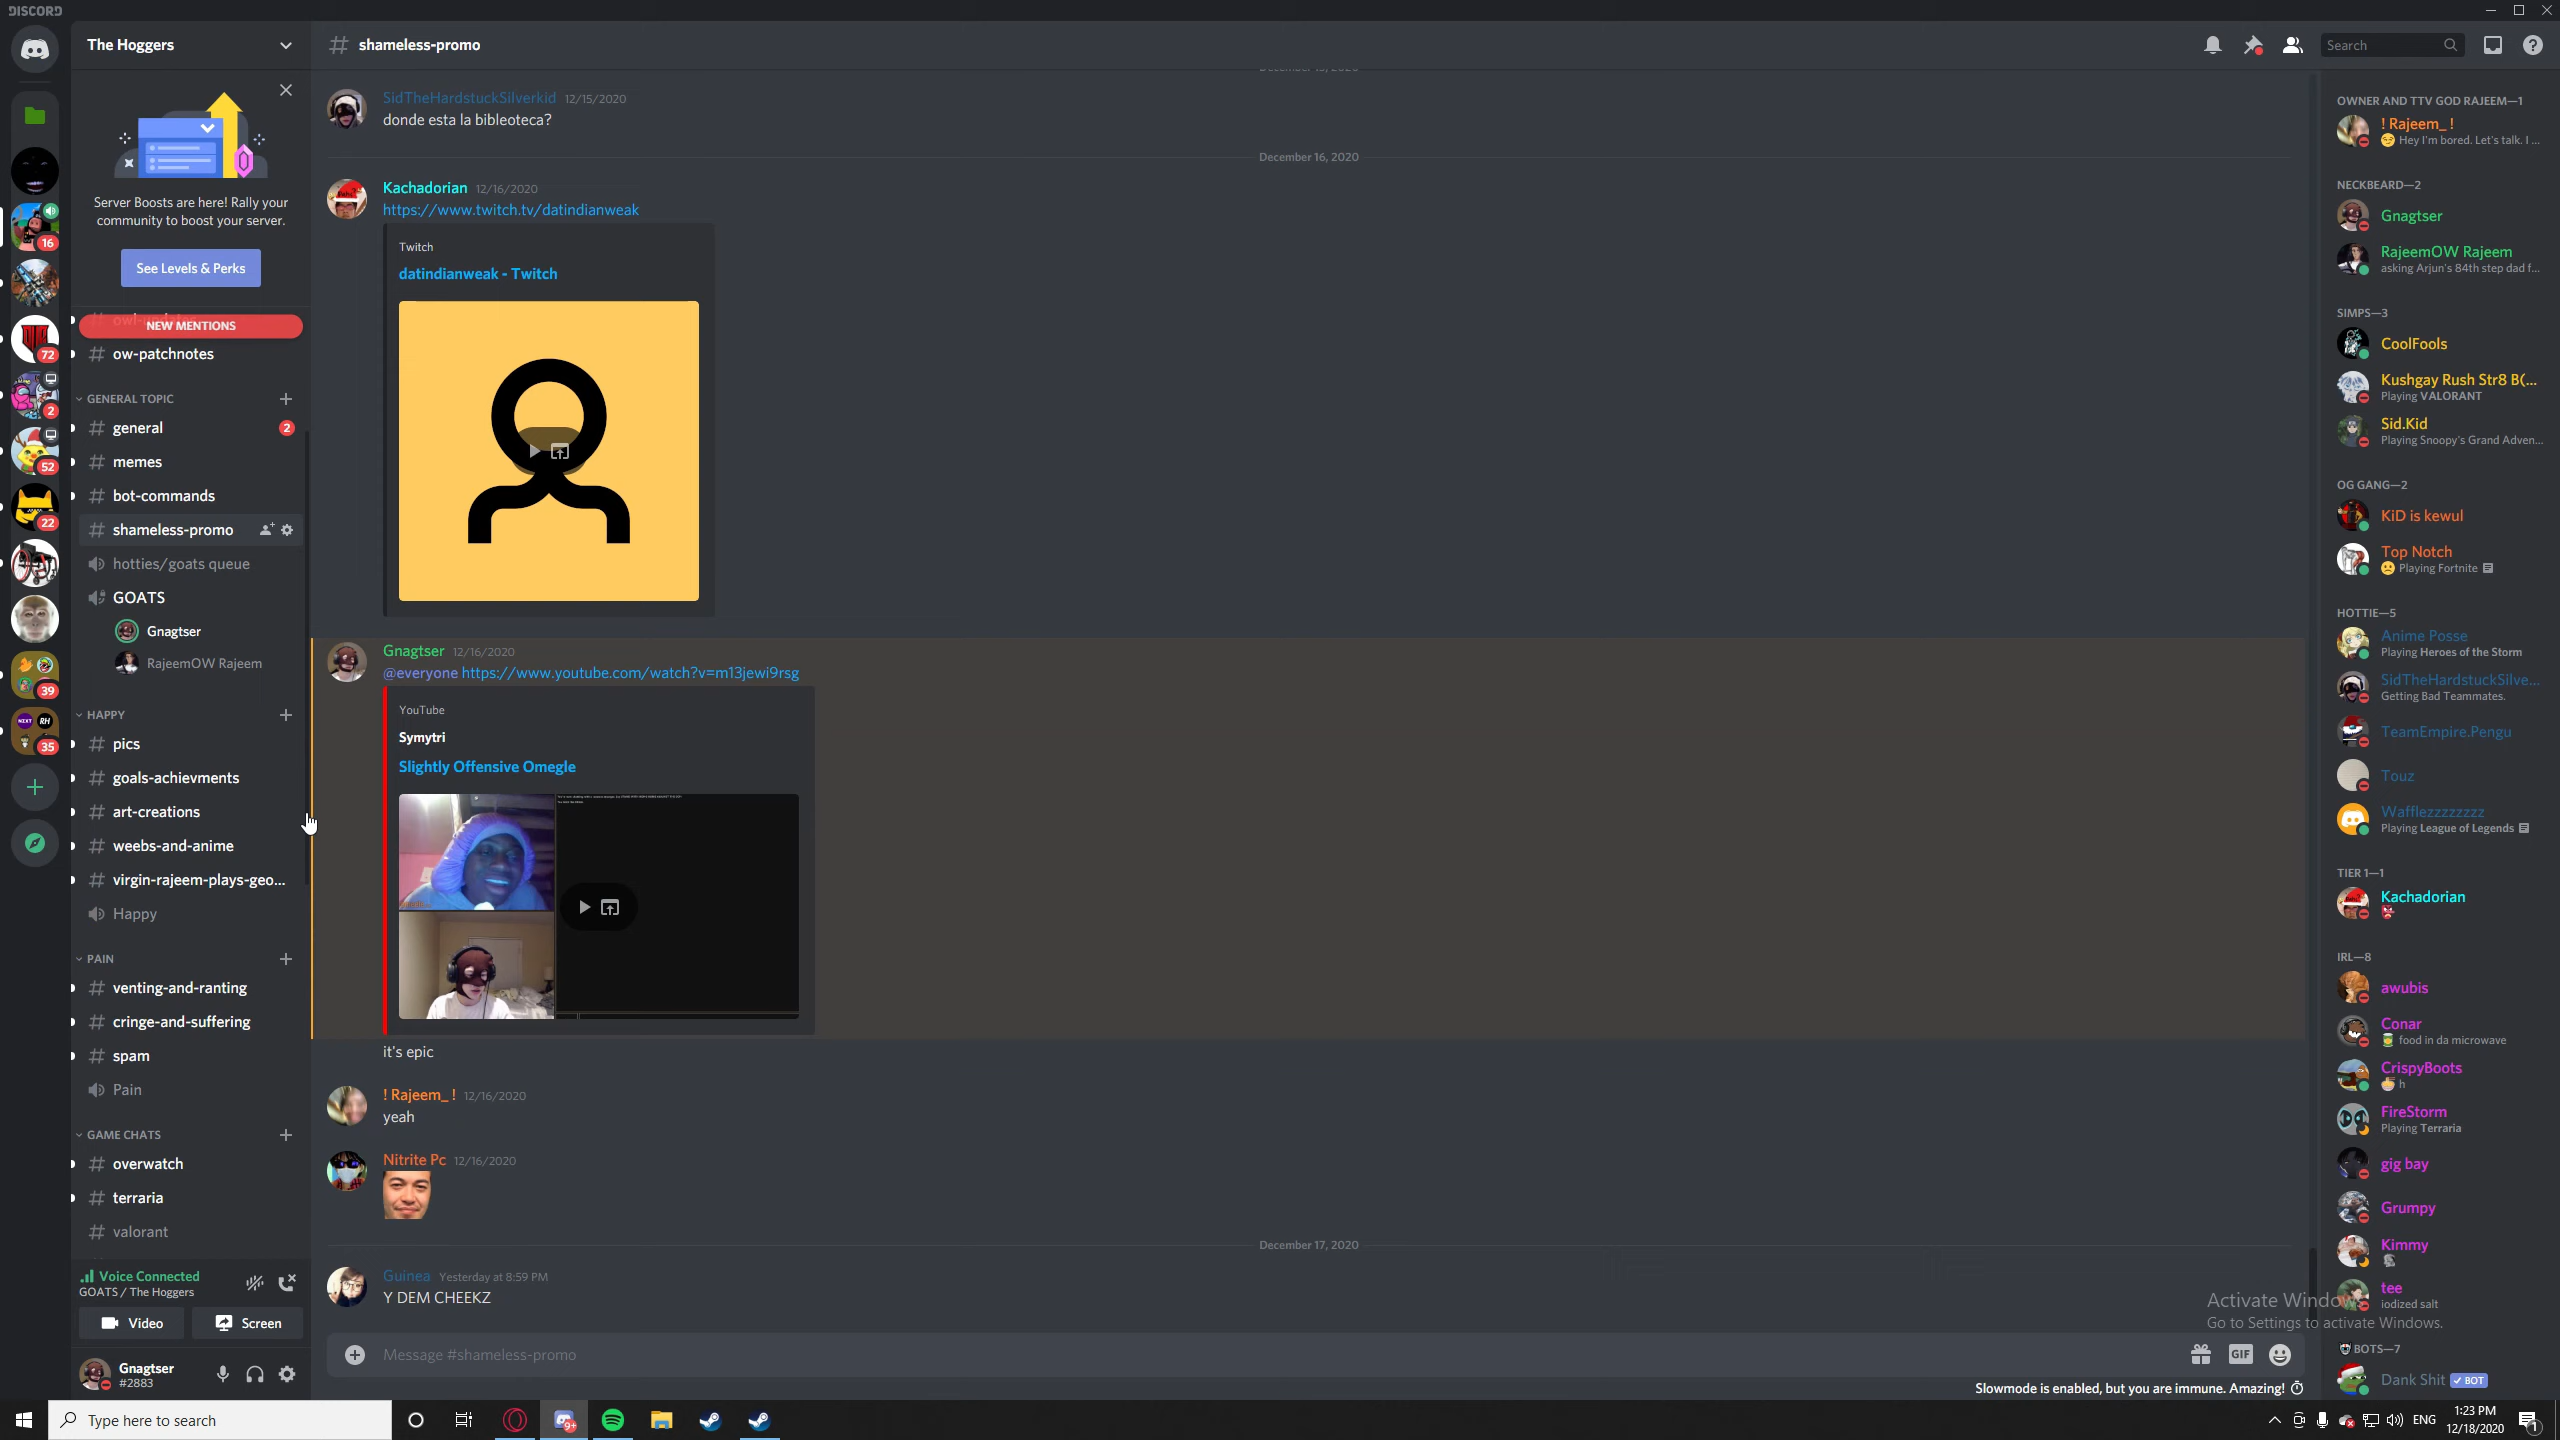 DISCORD
The Hoggers
shameless-promo
Search
Server Boosts are here! Rally your
community to boost your server.
See Levels & Perks
NEW MENTIONS
ow-patchnotes
GENERAL TOPIC
general 2
memes
bot-commands
shameless-promo
hotties/goats queue
GOATS
Gnagtser
RajeemOW Rajeem
HAPPY
pics
goals-achievments
art-creations
weebs-and-anime
virgin-rajeem-plays-geo...
Happy
PAIN
venting-and-ranting
cringe-and-suffering
spam
Pain
GAME CHATS
overwatch
terraria
valorant
Voice Connected
GOATS / The Hoggers
Video
Screen
Gnagtser
#2883
16
72
2
52
22
39
NEXT RH
35
SidTheHardstuckSilverkid 12/15/2020
donde esta la bibleoteca?
December 16, 2020
Kachadorian 12/16/2020
https://www.twitch.tv/datindianweak
Twitch
datindianweak - Twitch
Gnagtser 12/16/2020
@everyone https://www.youtube.com/watch?v=m13jewi9rsg
YouTube
Symytri
Slightly Offensive Omegle
it's epic
! Rajeem_ ! 12/16/2020
yeah
Nitrite Pc 12/16/2020
December 17, 2020
Guinea Yesterday at 8:59 PM
Y DEM CHEEKZ
Message #shameless-promo
GIF
Slowmode is enabled, but you are immune. Amazing!
OWNER AND TTV GOD RAJEEM—1
! Rajeem_ !
Hey I'm bored. Let's talk. I ...
NECKBEARD—2
Gnagtser
RajeemOW Rajeem
asking Arjun's 84th step dad f...
SIMPS—3
CoolFools
Kushgay Rush Str8 B(...
Playing VALORANT
Sid.Kid
Playing Snoopy's Grand Adven...
OG GANG—2
KiD is kewul
Top Notch
Playing Fortnite
HOTTIE—5
Anime Posse
Playing Heroes of the Storm
SidTheHardstuckSilve...
Getting Bad Teammates.
TeamEmpire.Pengu
Touz
Wafflezzzzzzzz
Playing League of Legends
TIER 1—1
Kachadorian
IRL—8
awubis
Conar
food in da microwave
CrispyBoots
h
FireStorm
Playing Terraria
gig bay
Grumpy
Kimmy
tee
iodized salt
Activate Windows
Go to Settings to activate Windows.
BOTS—7
Dank Shit BOT
Type here to search
9+
ENG
1:23 PM
12/18/2020
1